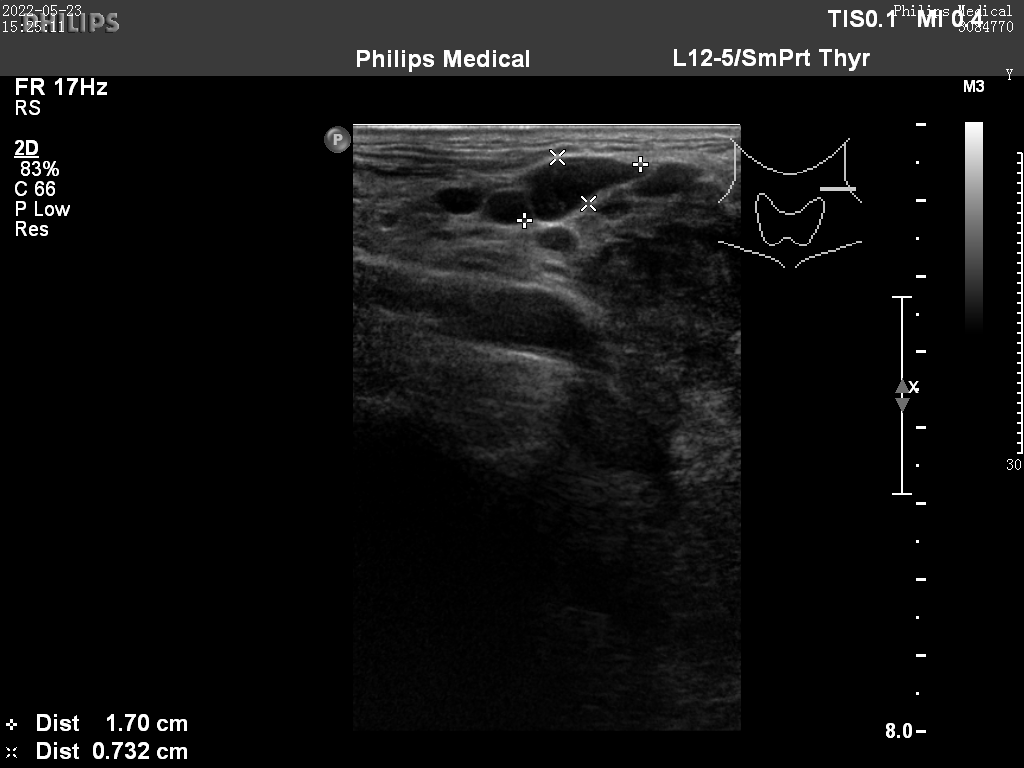 2022-05-23
15:25:11
PHILIPS
TIS0.1 MI 0.4
Philips Medical
3084770
Philips Medical
L12-5/SmPrt Thyr
Y
FR 17Hz
RS
M3
P
2D
83%
C 66
P Low
Res
X
30
8.0
Dist 1.70 cm
Dist 0.732 cm